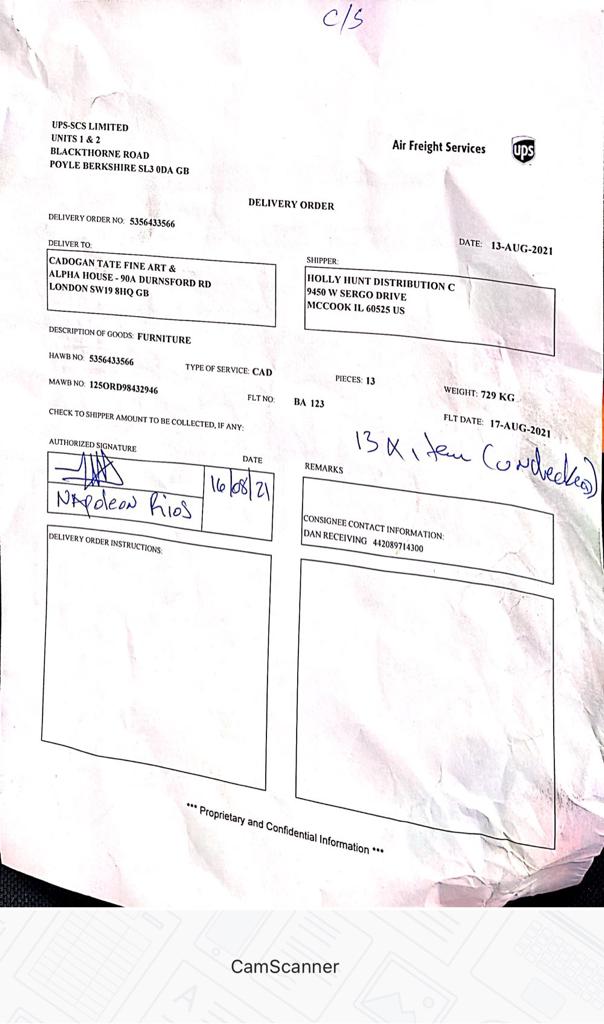 C/S
UPS-SCS LIMITED
UNITS 1 & 2
BLACKTHORNE ROAD
POYLE BERKSHIRE SL3 0DA GB
Air Freight Services
ups
DELIVERY ORDER
DELIVERY ORDER NO: 5356433566
DATE: 13-AUG-2021
DELIVER TO:
CADOGAN TATE FINE ART &
ALPHA HOUSE - 90A DURNSFORD RD
LONDON SW19 8HQ GB
SHIPPER:
HOLLY HUNT DISTRIBUTION C
9450 W SERGO DRIVE
MCCOOK IL 60525 US
DESCRIPTION OF GOODS: FURNITURE
HAWB NO: 5356433566
TYPE OF SERVICE: CAD
PIECES: 13
WEIGHT: 729 KG
MAWB NO: 125ORD98432946
FLT NO: BA 123
FLT DATE: 17-AUG-2021
CHECK TO SHIPPER AMOUNT TO BE COLLECTED, IF ANY:
13 X item (unchecked)
AUTHORIZED SIGNATURE
DATE
Napoleon Rios
16/08/21
REMARKS
CONSIGNEE CONTACT INFORMATION:
DAN RECEIVING 442089714300
DELIVERY ORDER INSTRUCTIONS:
*** Proprietary and Confidential Information ***
CamScanner